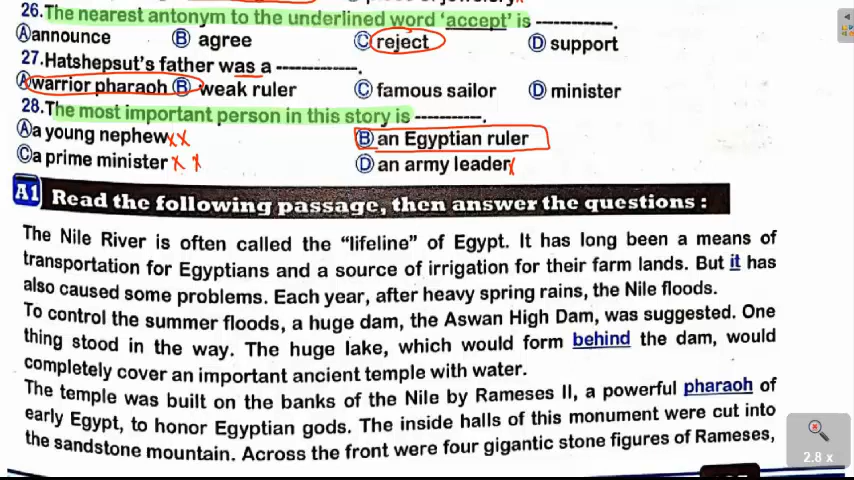 26.The nearest antonym to the underlined word 'accept' is ------------.
Ⓐannounce Ⓑ agree Ⓒreject Ⓓ support
27.Hatshepsut's father was a ------------.
Ⓐwarrior pharaoh Ⓑ weak ruler Ⓒ famous sailor Ⓓ minister
28.The most important person in this story is ----------.
Ⓐa young nephew xx Ⓑ an Egyptian ruler
Ⓒa prime minister x x Ⓓ an army leader x
A1 Read the following passage, then answer the questions :
The Nile River is often called the “lifeline” of Egypt. It has long been a means of
transportation for Egyptians and a source of irrigation for their farm lands. But it has
also caused some problems. Each year, after heavy spring rains, the Nile floods.
To control the summer floods, a huge dam, the Aswan High Dam, was suggested. One
thing stood in the way. The huge lake, which would form behind the dam, would
completely cover an important ancient temple with water.
The temple was built on the banks of the Nile by Rameses II, a powerful pharaoh of
early Egypt, to honor Egyptian gods. The inside halls of this monument were cut into
the sandstone mountain. Across the front were four gigantic stone figures of Rameses,
2.8 x